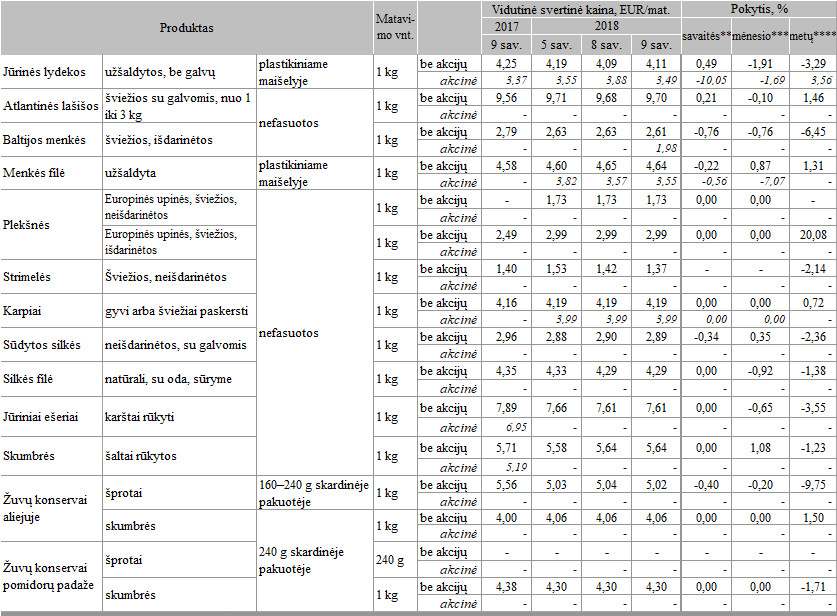 Produktas Matavi-mo vnt. Vidutinė svertinė kaina, EUR/mat. Pokytis, %
2017 2018 savaitės** mėnesio*** metų****
9 sav. 5 sav. 8 sav. 9 sav.
Jūrinės lydekos užšaldytos, be galvų plastikiniame maišelyje 1 kg be akcijų 4,25 4,19 4,09 4,11 0,49 -1,91 -3,29
akcinė 3,37 3,55 3,88 3,49 -10,05 -1,69 3,56
Atlantinės lašišos šviežios su galvomis, nuo 1 iki 3 kg nefasuotos 1 kg be akcijų 9,56 9,71 9,68 9,70 0,21 -0,10 1,46
akcinė - - - - - - -
Baltijos menkės šviežios, išdarinėtos 1 kg be akcijų 2,79 2,63 2,63 2,61 -0,76 -0,76 -6,45
akcinė - - - 1,98 - - -
Menkės filė užšaldyta plastikiniame maišelyje 1 kg be akcijų 4,58 4,60 4,65 4,64 -0,22 0,87 1,31
akcinė - 3,82 3,57 3,55 -0,56 -7,07 -
Plekšnės Europinės upinės, šviežios, neišdarinėtos nefasuotos 1 kg be akcijų - 1,73 1,73 1,73 0,00 0,00 -
akcinė - - - - - - -
Europinės upinės, šviežios, išdarinėtos 1 kg be akcijų 2,49 2,99 2,99 2,99 0,00 0,00 20,08
akcinė - - - - - - -
Strimelės Šviežios, neišdarinėtos 1 kg be akcijų 1,40 1,53 1,42 1,37 - - -2,14
akcinė - - - - - - -
Karpiai gyvi arba šviežiai paskersti 1 kg be akcijų 4,16 4,19 4,19 4,19 0,00 0,00 0,72
akcinė - 3,99 3,99 3,99 0,00 0,00 -
Sūdytos silkės neišdarinėtos, su galvomis 1 kg be akcijų 2,96 2,88 2,90 2,89 -0,34 0,35 -2,36
akcinė - - - - - - -
Silkės filė natūrali, su oda, sūryme 1 kg be akcijų 4,35 4,33 4,29 4,29 0,00 -0,92 -1,38
akcinė - - - - - - -
Jūriniai ešeriai karštai rūkyti 1 kg be akcijų 7,89 7,66 7,61 7,61 0,00 -0,65 -3,55
akcinė 6,95 - - - - - -
Skumbrės šaltai rūkytos 1 kg be akcijų 5,71 5,58 5,64 5,64 0,00 1,08 -1,23
akcinė 5,19 - - - - - -
Žuvų konservai aliejuje šprotai 160–240 g skardinėje pakuotėje 1 kg be akcijų 5,56 5,03 5,04 5,02 -0,40 -0,20 -9,75
akcinė - - - - - - -
skumbrės 240 g skardinėje pakuotėje 1 kg be akcijų 4,00 4,06 4,06 4,06 0,00 0,00 1,50
akcinė - - - - - - -
Žuvų konservai pomidorų padaže šprotai 240 g be akcijų - - - - - - -
akcinė - - - - - - -
skumbrės 1 kg be akcijų 4,38 4,30 4,30 4,30 0,00 0,00 -1,71
akcinė - - - - - - -